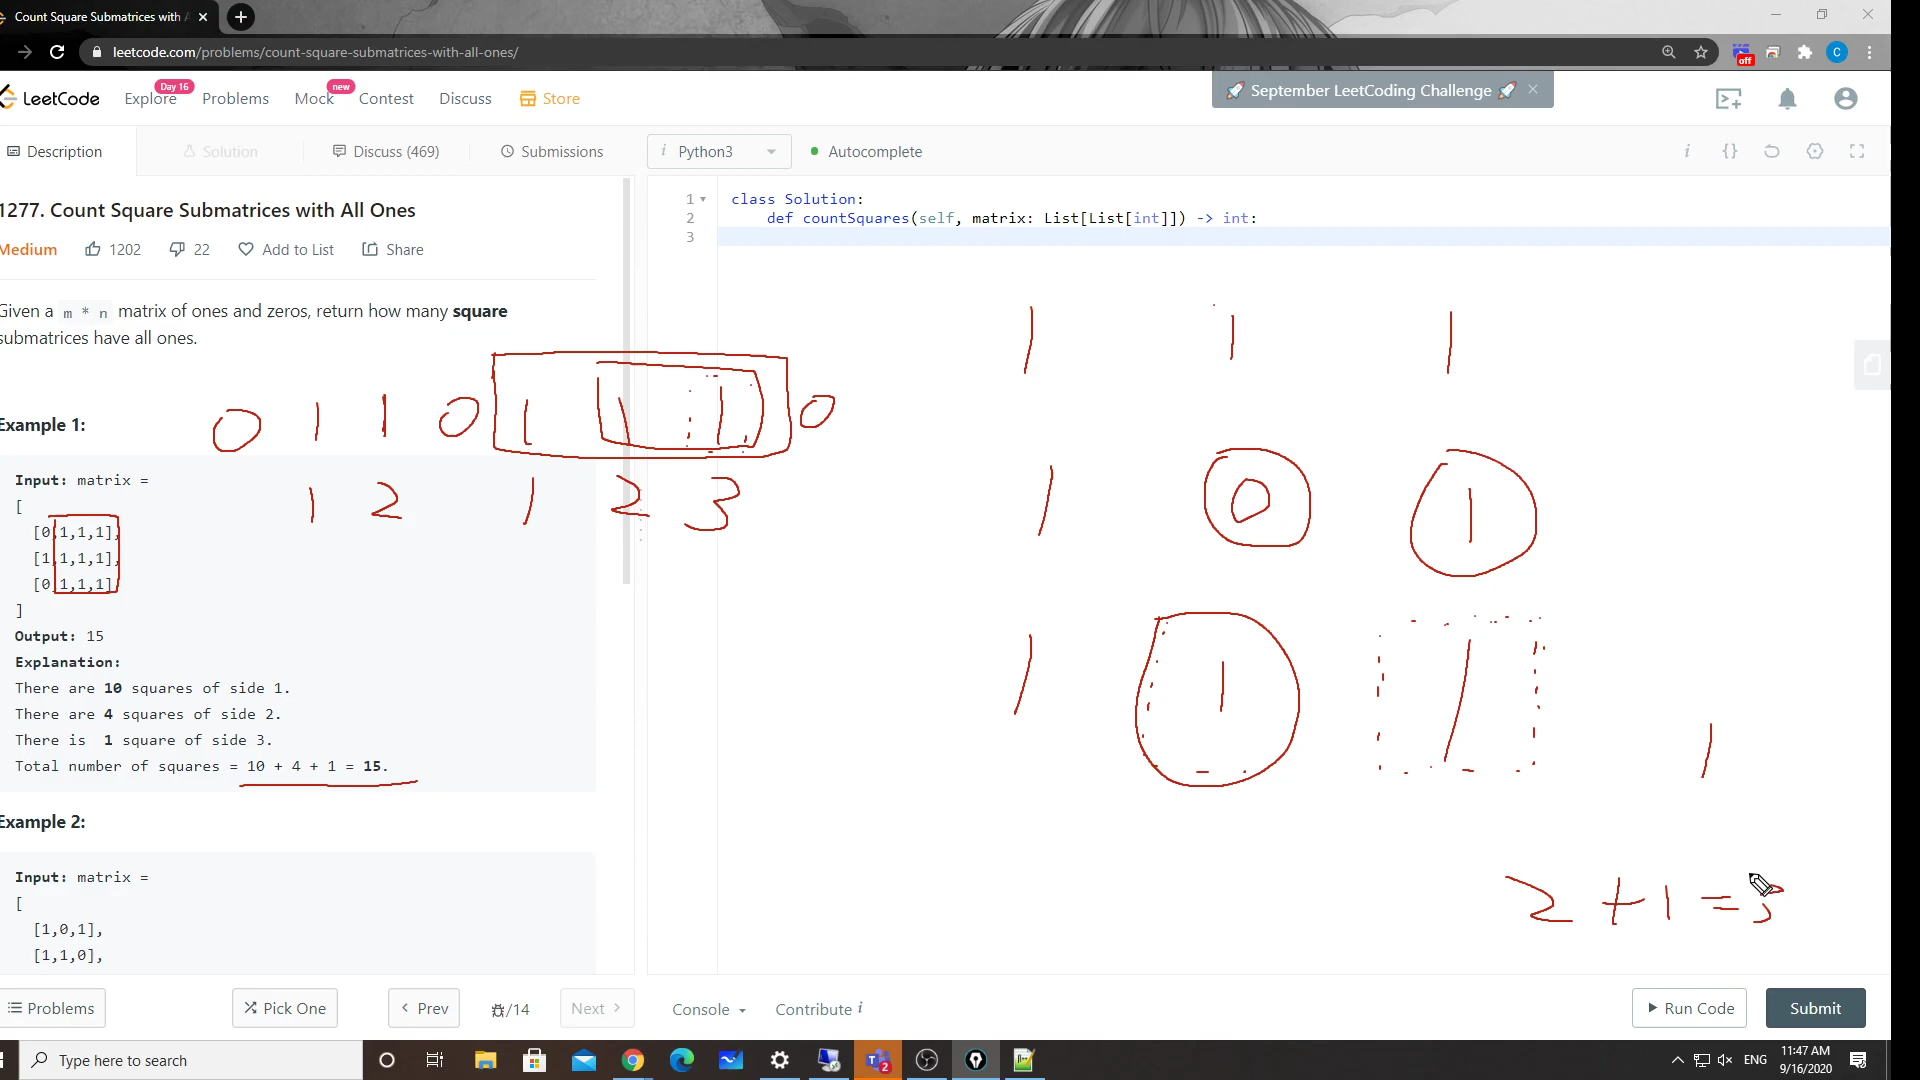 Count Square Submatrices with A
leetcode.com/problems/count-square-submatrices-with-all-ones/
off
C
LeetCode
Explore
Day 16
Problems
Mock
new
Contest
Discuss
Store
🚀 September LeetCoding Challenge 🚀
Description
Solution
Discuss (469)
Submissions
i Python3
Autocomplete
i {}
1277. Count Square Submatrices with All Ones
Medium 1202 22 Add to List Share
Given a m * n matrix of ones and zeros, return how many square
submatrices have all ones.
Example 1:
Input: matrix =
[
[0,1,1,1],
[1,1,1,1],
[0,1,1,1]
]
Output: 15
Explanation:
There are 10 squares of side 1.
There are 4 squares of side 2.
There is 1 square of side 3.
Total number of squares = 10 + 4 + 1 = 15.
Example 2:
Input: matrix =
[
[1,0,1],
[1,1,0],
1 class Solution:
2 def countSquares(self, matrix: List[List[int]]) -> int:
3
0 1 1 0 1 1 1 0
1 2 1 2 3
1 1 1
1 0 1
1 1 1
1
2 + 1 = 3
Problems
Pick One
< Prev
/14
Next >
Console
Contribute i
Run Code
Submit
Type here to search
2
ENG
11:47 AM
9/16/2020